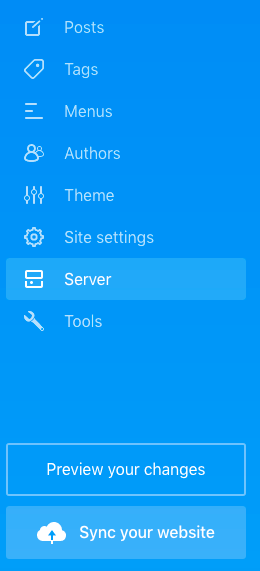 Posts
Tags
Menus
Authors
Theme
Site settings
Server
Tools
Preview your changes
Sync your website